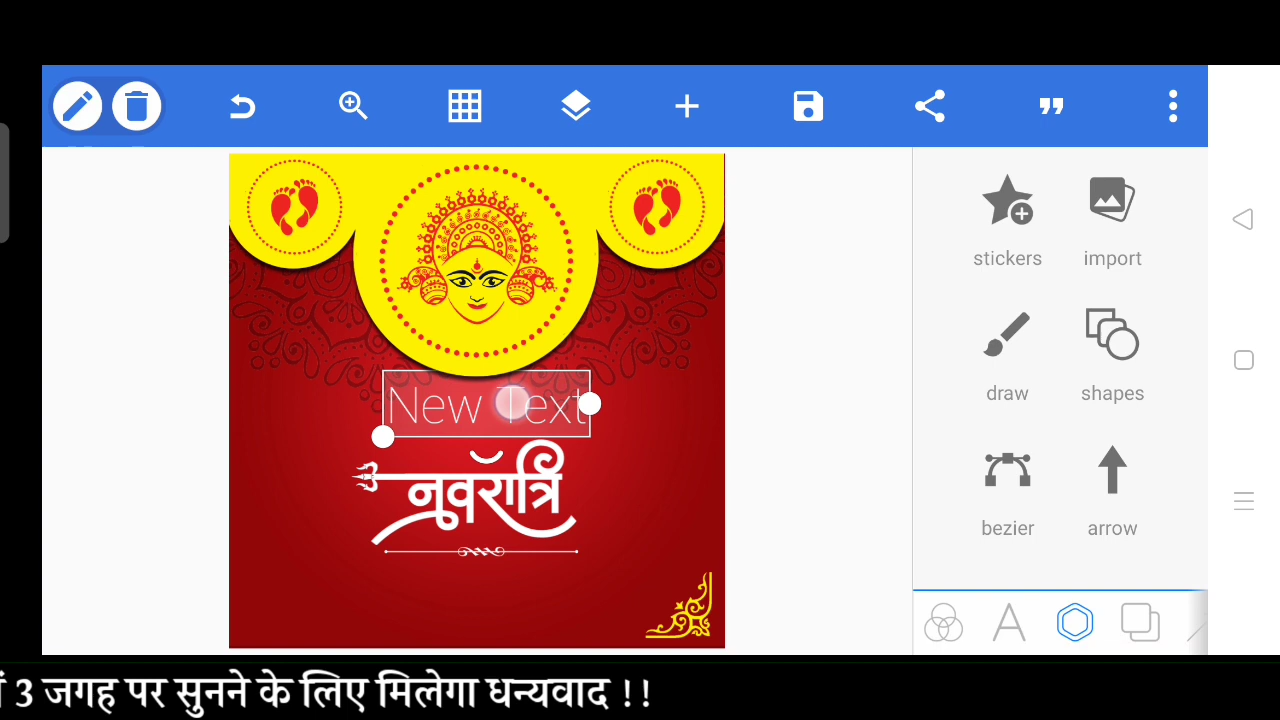 stickers import
draw shapes
New Text
bezier arrow
नवरात्रि
3 जगह पर सुनने के लिए मिलेगा धन्यवाद !!